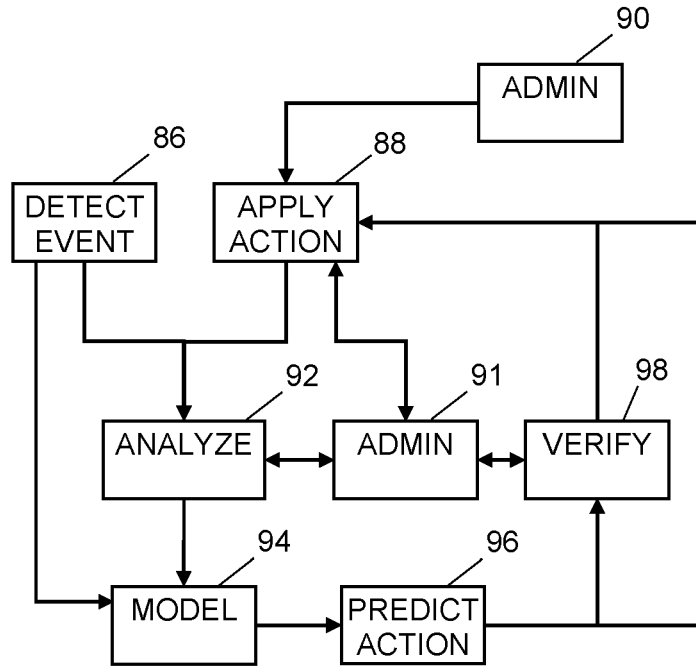 90
ADMIN
86
88
DETECT
EVENT
APPLY
ACTION
92
91
98
ANALYZE
ADMIN
VERIFY
94
96
MODEL
PREDICT
ACTION